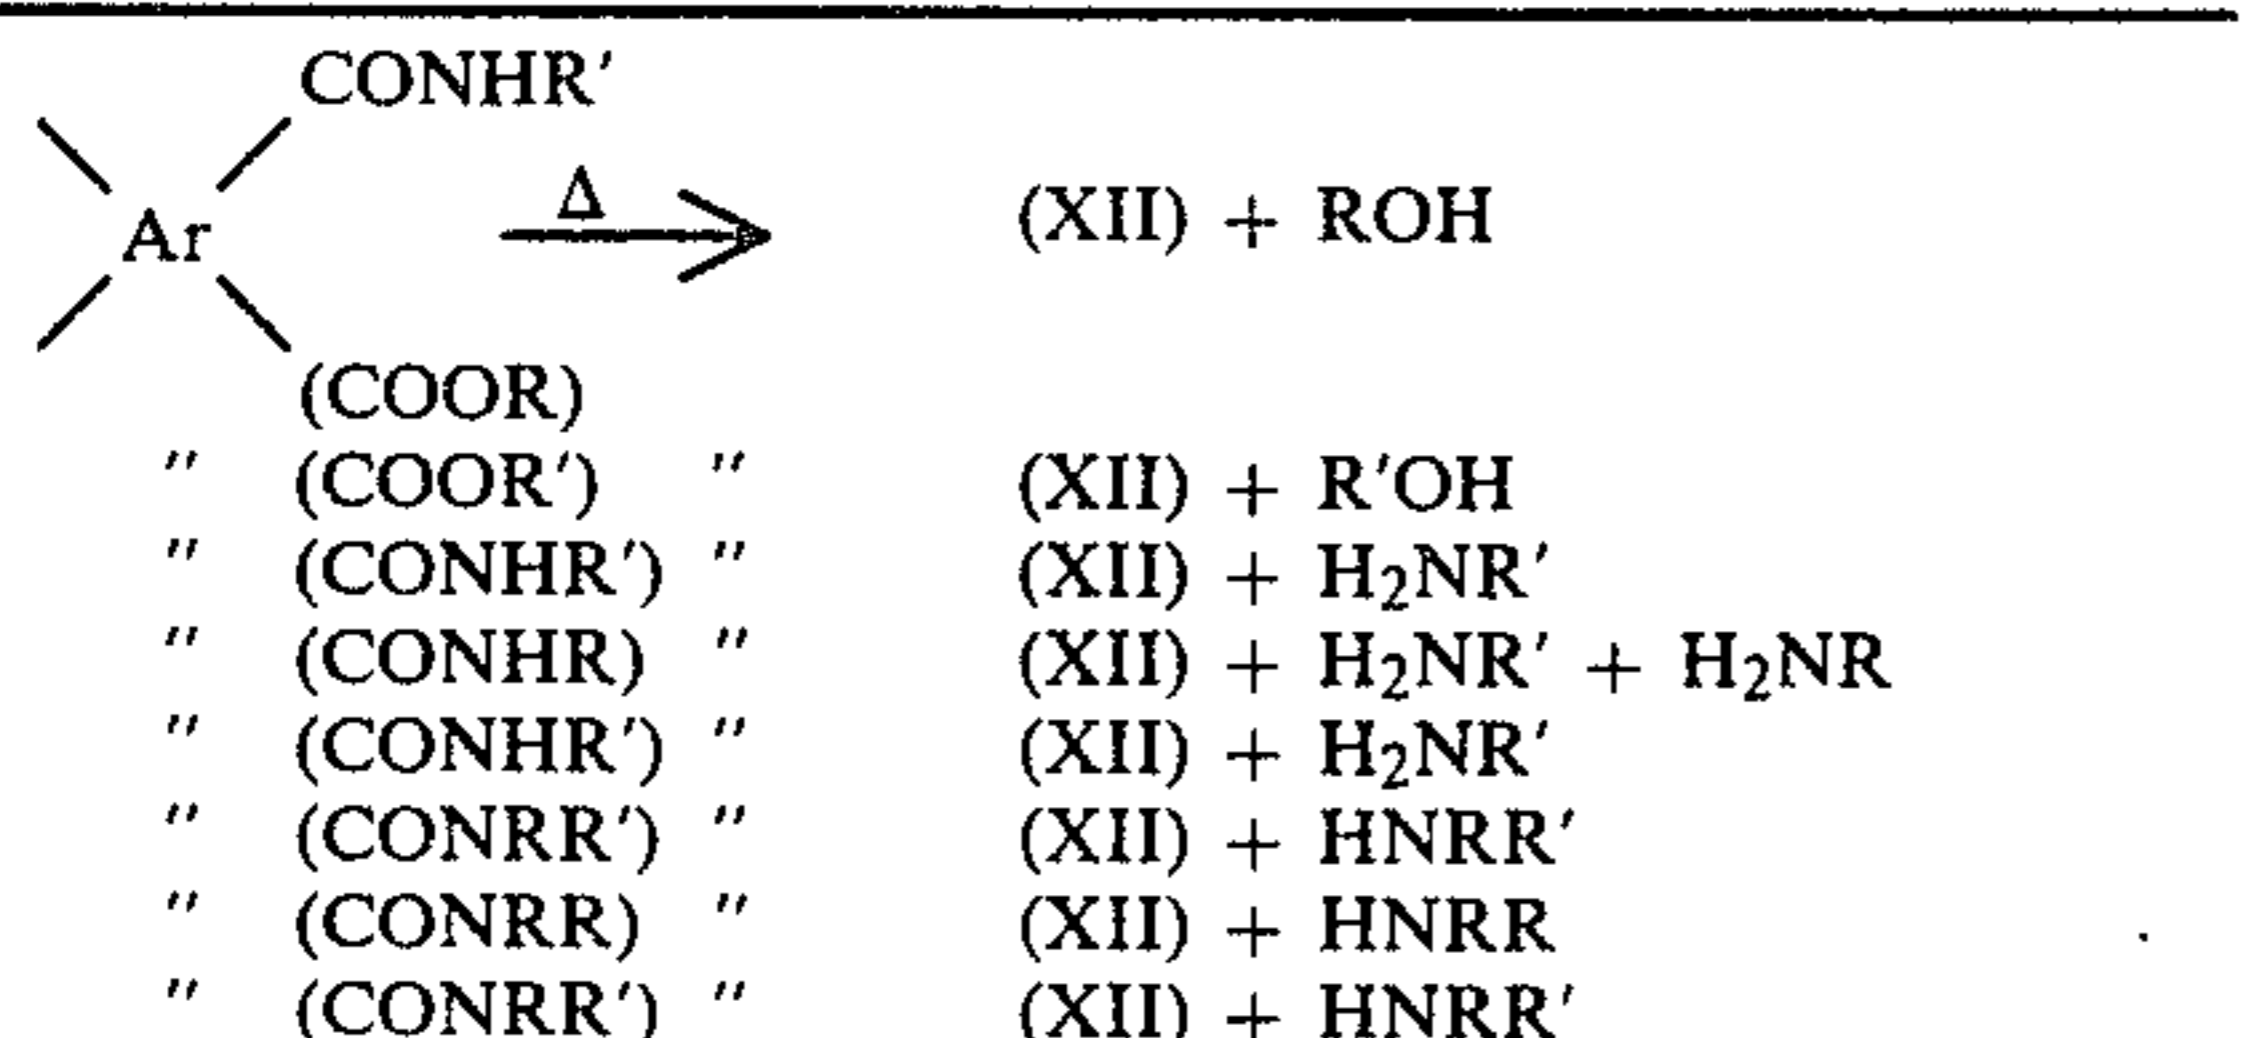 CONHR′
Δ
Ar (XII) + ROH
(COOR)
″ (COOR′) ″ (XII) + R′OH
″ (CONHR′) ″ (XII) + H₂NR′
″ (CONHR) ″ (XII) + H₂NR′ + H₂NR
″ (CONHR′) ″ (XII) + H₂NR′
″ (CONRR′) ″ (XII) + HNRR′
″ (CONRR) ″ (XII) + HNRR
″ (CONRR′) ″ (XII) + HNRR′